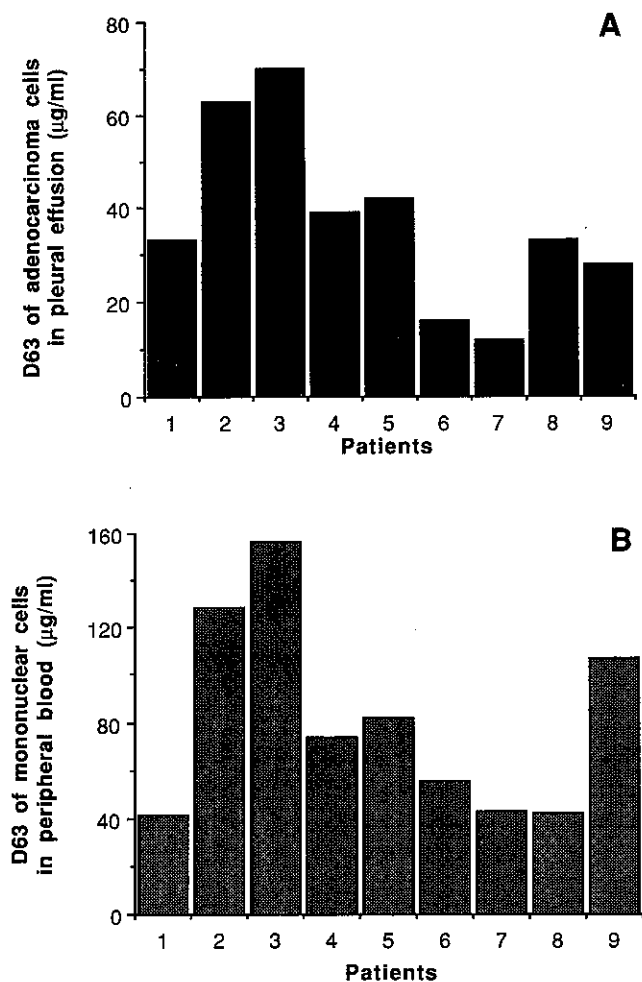 A
D63 of adenocarcinoma cells
in pleural effusion (μg/ml)
80
60
40
20
0
1 2 3 4 5 6 7 8 9
Patients
B
D63 of mononuclear cells
in peripheral blood (μg/ml)
160
120
80
40
0
1 2 3 4 5 6 7 8 9
Patients